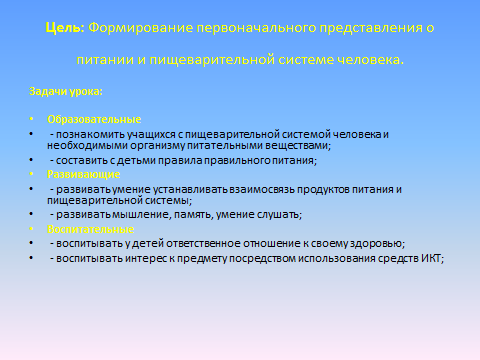 Цель: Формирование первоначального представления о
питании и пищеварительной системе человека.
Задачи урока:
• Образовательные
• - познакомить учащихся с пищеварительной системой человека и
необходимыми организму питательными веществами;
• - составить с детьми правила правильного питания;
• Развивающие
• - развивать умение устанавливать взаимосвязь продуктов питания и
пищеварительной системы;
• - развивать мышление, память, умение слушать;
• Воспитательные
• - воспитывать у детей ответственное отношение к своему здоровью;
• - воспитывать интерес к предмету посредством использования средств ИКТ;